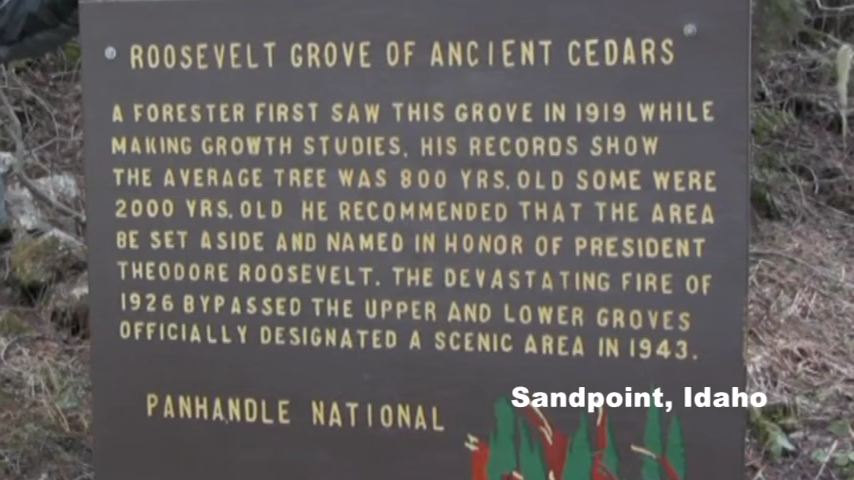 ROOSEVELT GROVE OF ANCIENT CEDARS
A FORESTER FIRST SAW THIS GROVE IN 1919 WHILE
MAKING GROWTH STUDIES. HIS RECORDS SHOW
THE AVERAGE TREE WAS 800 YRS. OLD SOME WERE
2000 YRS. OLD HE RECOMMENDED THAT THE AREA
BE SET ASIDE AND NAMED IN HONOR OF PRESIDENT
THEODORE ROOSEVELT. THE DEVASTATING FIRE OF
1926 BYPASSED THE UPPER AND LOWER GROVES
OFFICIALLY DESIGNATED A SCENIC AREA IN 1943.
Sandpoint, Idaho
PANHANDLE NATIONAL